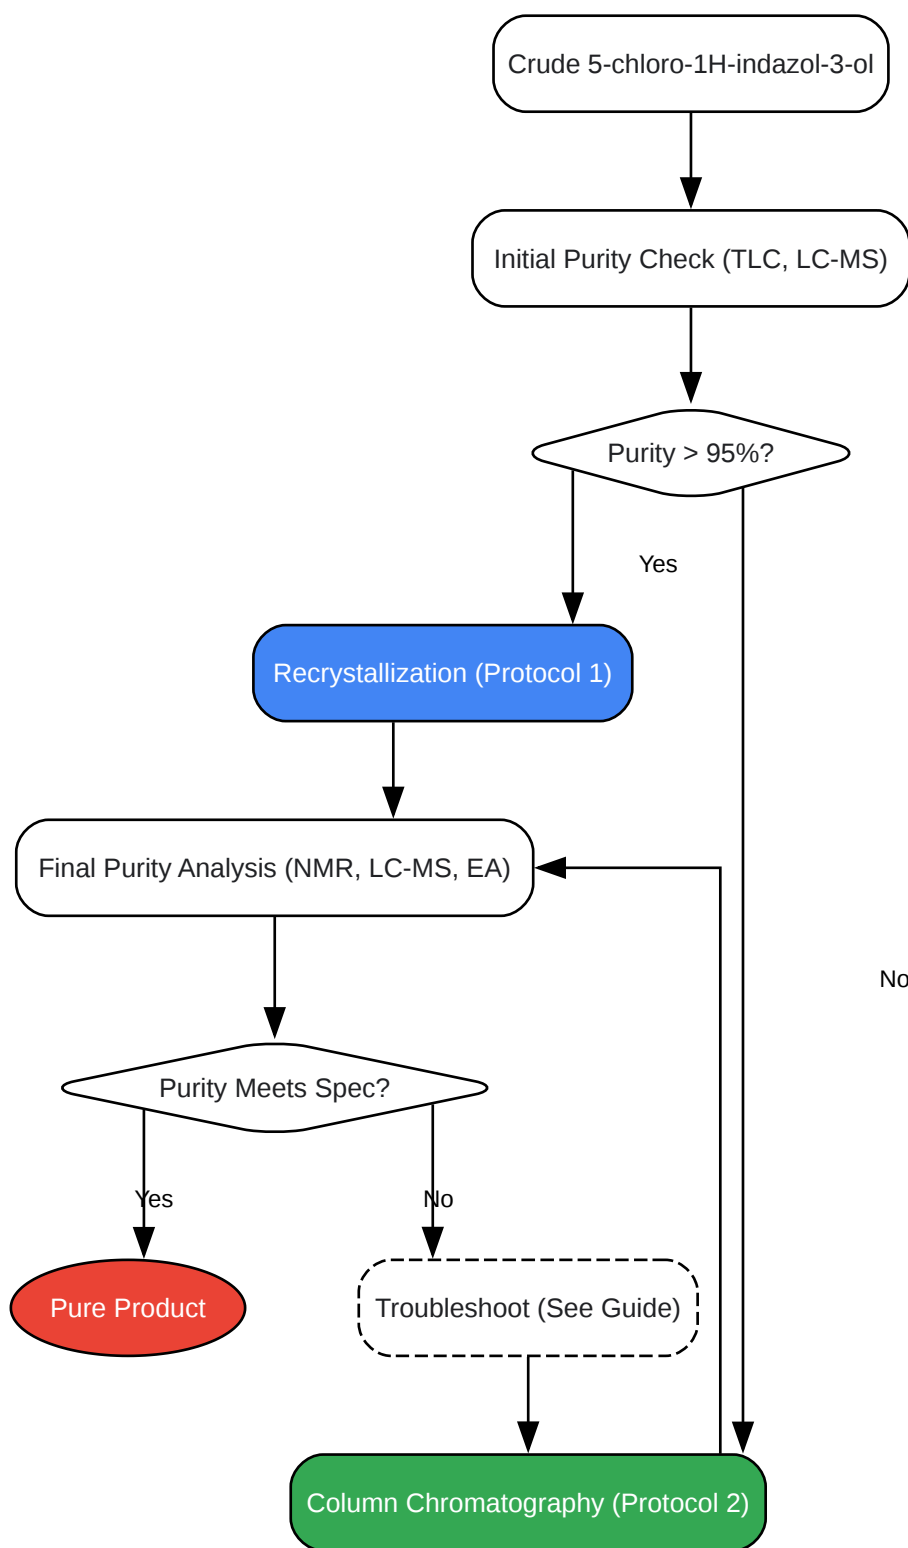 Crude 5-chloro-1H-indazol-3-ol
Initial Purity Check (TLC, LC-MS)
Purity > 95%?
Yes
Recrystallization (Protocol 1)
Final Purity Analysis (NMR, LC-MS, EA)
No
Purity Meets Spec?
Yes
No
Pure Product
Troubleshoot (See Guide)
Column Chromatography (Protocol 2)